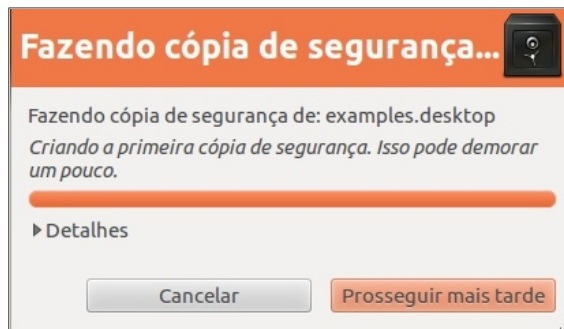 Fazendo cópia de segurança...
Fazendo cópia de segurança de: examples.desktop
Criando a primeira cópia de segurança. Isso pode demorar
um pouco.
Detalhes
Cancelar
Prosseguir mais tarde